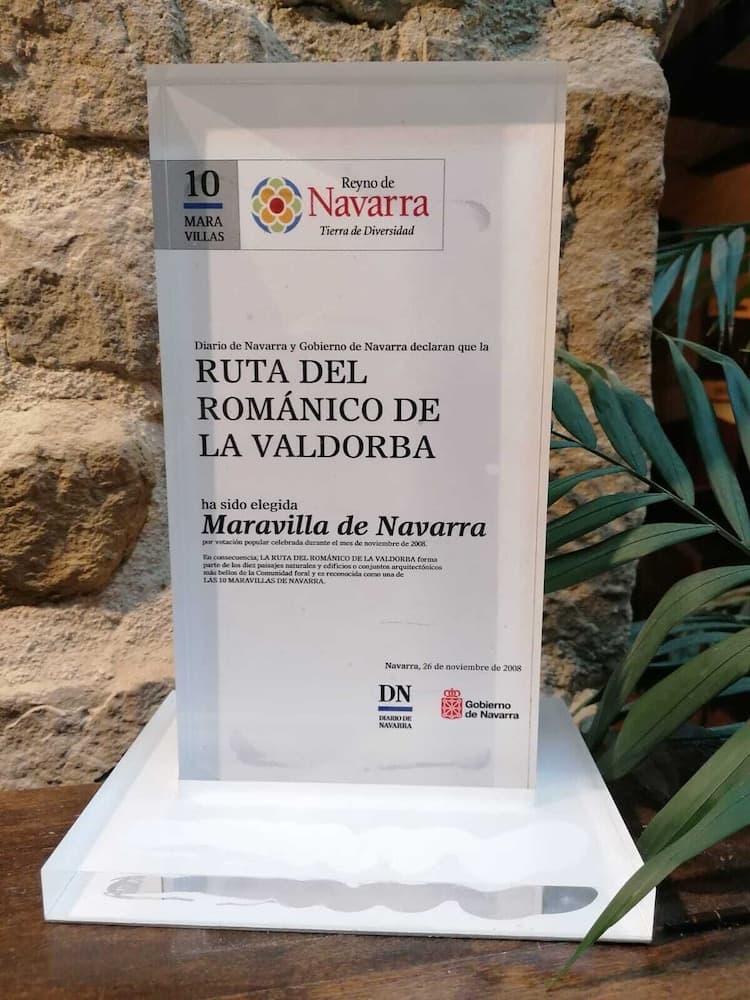 10
MARA
VILLAS
Reyno de
Navarra
Tierra de Diversidad
Diario de Navarra y Gobierno de Navarra declaran que la
RUTA DEL
ROMÁNICO DE
LA VALDORBA
ha sido elegida
Maravilla de Navarra
por votación popular celebrada durante el mes de noviembre de 2008.
En consecuencia, LA RUTA DEL ROMÁNICO DE LA VALDORBA forma
parte de los diez paisajes naturales y edificios o conjuntos arquitectónicos
más bellos de la Comunidad foral y es reconocida como una de
LAS 10 MARAVILLAS DE NAVARRA.
Navarra, 26 de noviembre de 2008
DN
DIARIO DE
NAVARRA
Gobierno
de Navarra